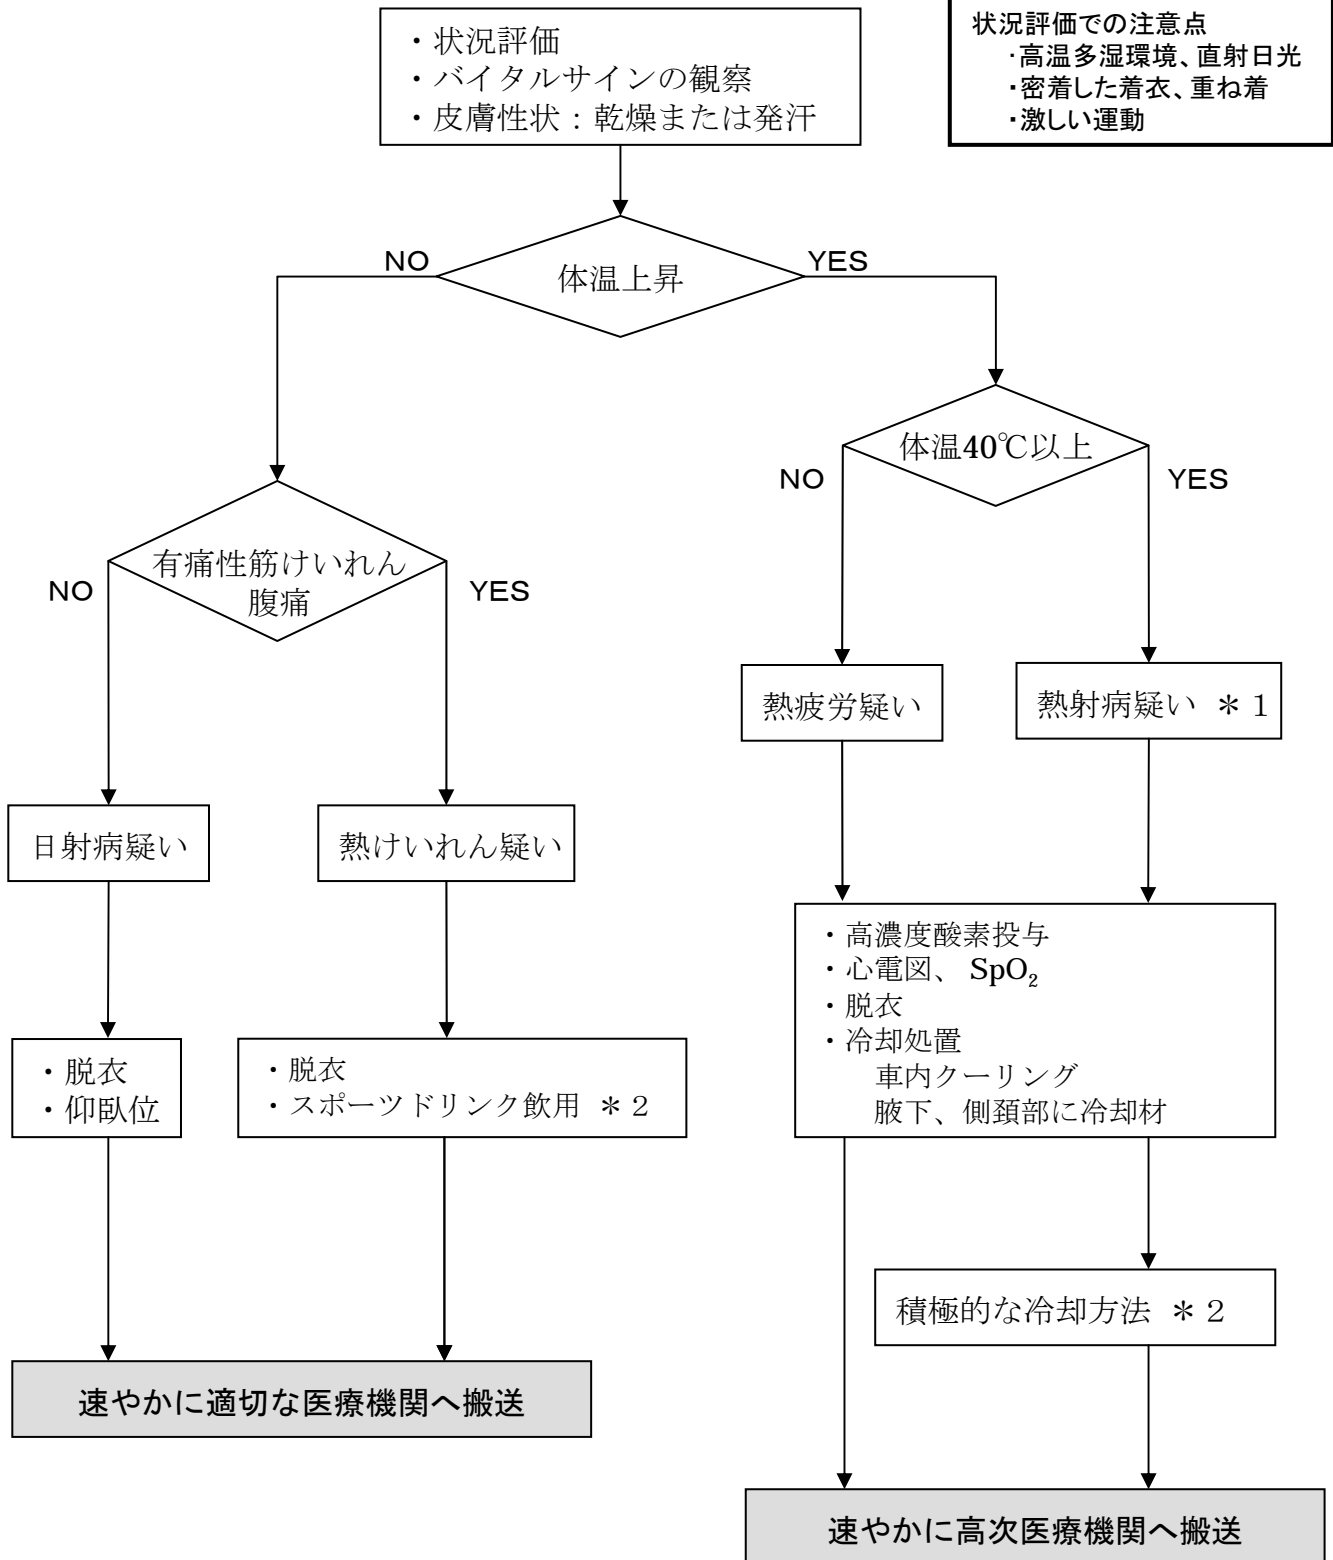 ・状況評価
・バイタルサインの観察
・皮膚性状：乾燥または発汗
状況評価での注意点
・高温多湿環境、直射日光
・密着した着衣、重ね着
・激しい運動
体温上昇
NO
YES
体温40℃以上
NO
YES
有痛性筋けいれん
腹痛
NO
YES
熱疲労疑い
熱射病疑い ＊１
日射病疑い
熱けいれん疑い
・高濃度酸素投与
・心電図、 SpO₂
・脱衣
・冷却処置
車内クーリング
腋下、側頚部に冷却材
・脱衣
・仰臥位
・脱衣
・スポーツドリンク飲用 ＊２
積極的な冷却方法 ＊２
速やかに適切な医療機関へ搬送
速やかに高次医療機関へ搬送